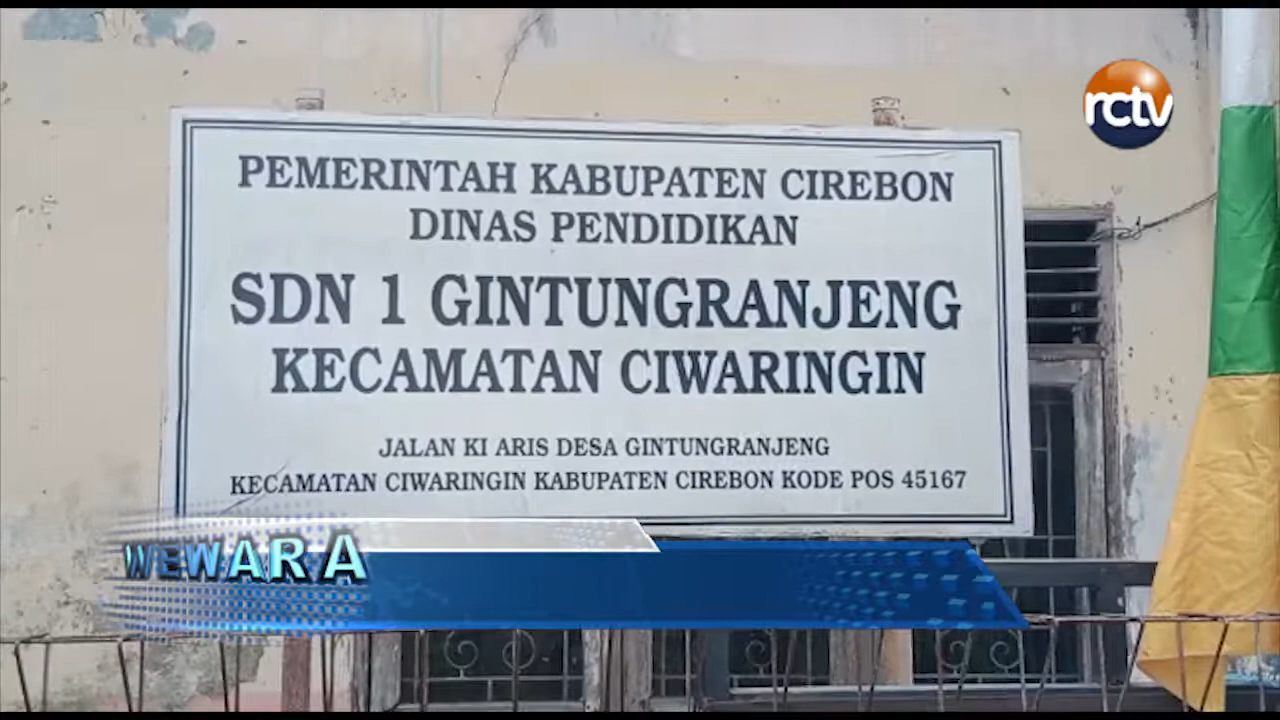 rctv
PEMERINTAH KABUPATEN CIREBON
DINAS PENDIDIKAN
SDN 1 GINTUNGRANJENG
KECAMATAN CIWARINGIN
JALAN KI ARIS DESA GINTUNGRANJENG
KECAMATAN CIWARINGIN KABUPATEN CIREBON KODE POS 45167
WEWARA